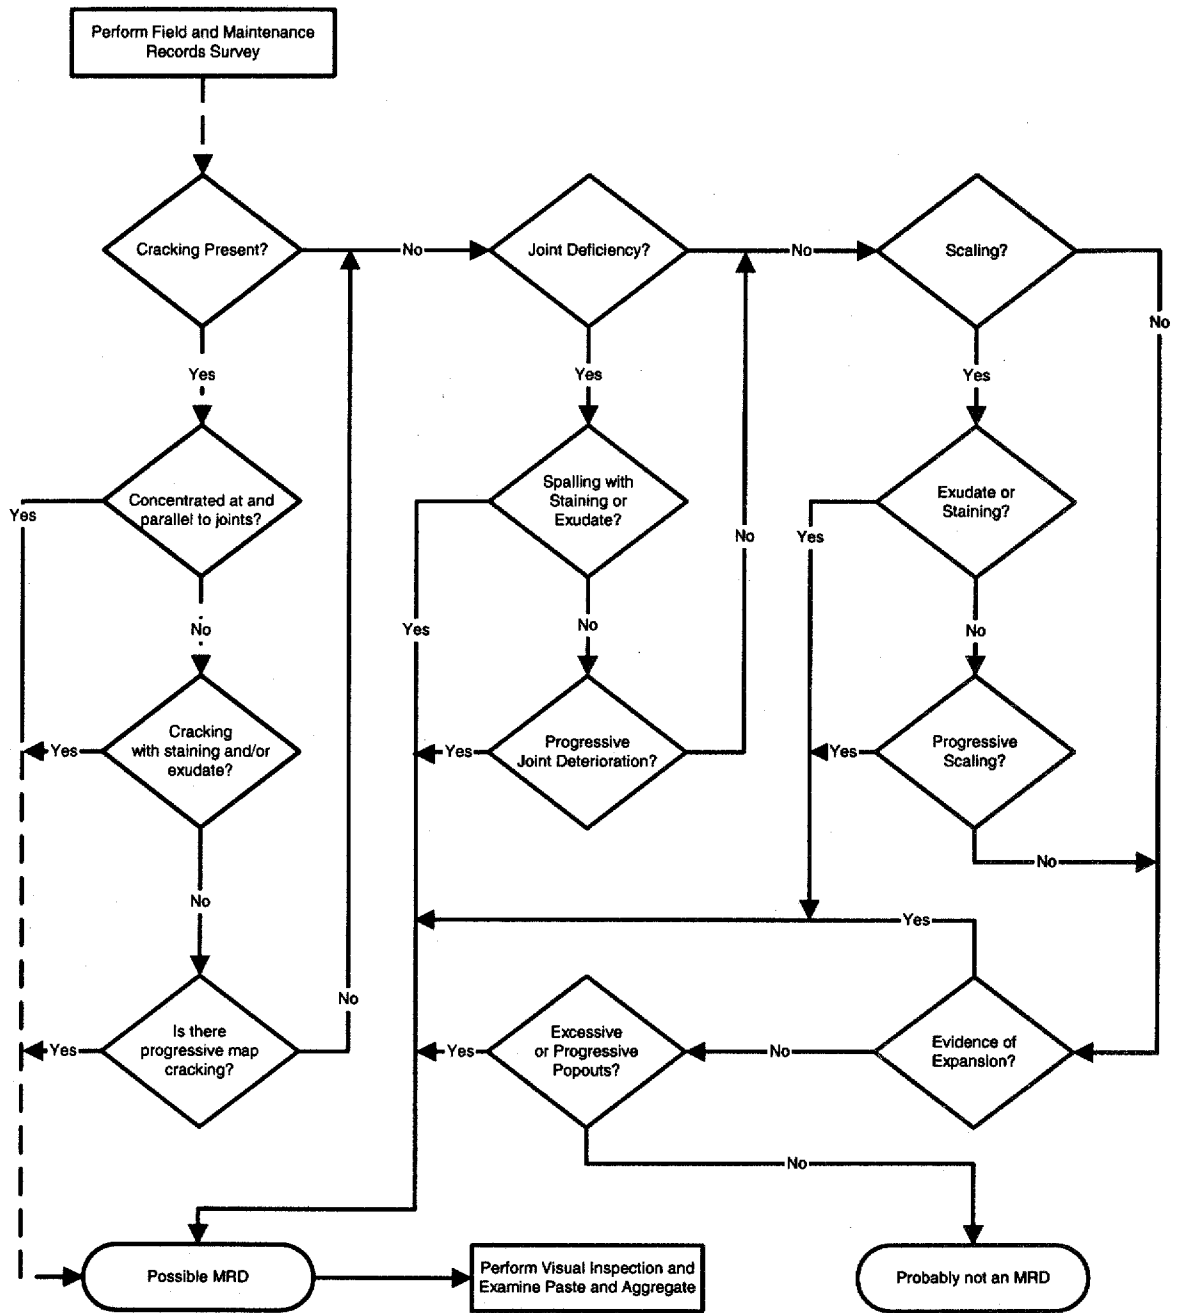 Perform Field and Maintenance
Records Survey
Cracking Present?
No
Joint Deficiency?
No
Scaling?
No
Yes
Yes
Yes
Concentrated at and
parallel to joints?
Yes
Spalling with
Staining or
Exudate?
Exudate or
Staining?
Yes
No
Yes
No
No
No
Yes
Cracking
with staining and/or
exudate?
Yes
Progressive
Joint Deterioration?
Yes
Progressive
Scaling?
No
No
Yes
No
Is there
progressive map
cracking?
Yes
Excessive
or Progressive
Popouts?
Yes
No
Evidence of
Expansion?
No
Possible MRD
Perform Visual Inspection and
Examine Paste and Aggregate
Probably not an MRD